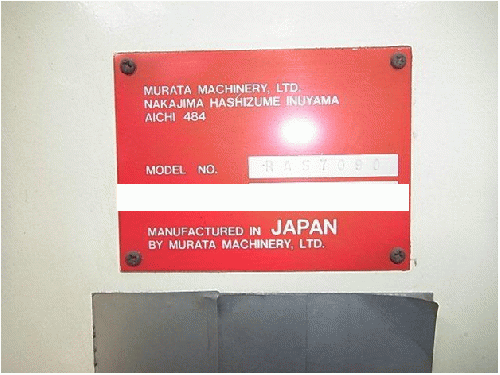 MURATA MACHINERY, LTD.
NAKAJIMA HASHIZUME INUYAMA
AICHI 484
MODEL NO.
MANUFACTURED IN JAPAN
BY MURATA MACHINERY, LTD.